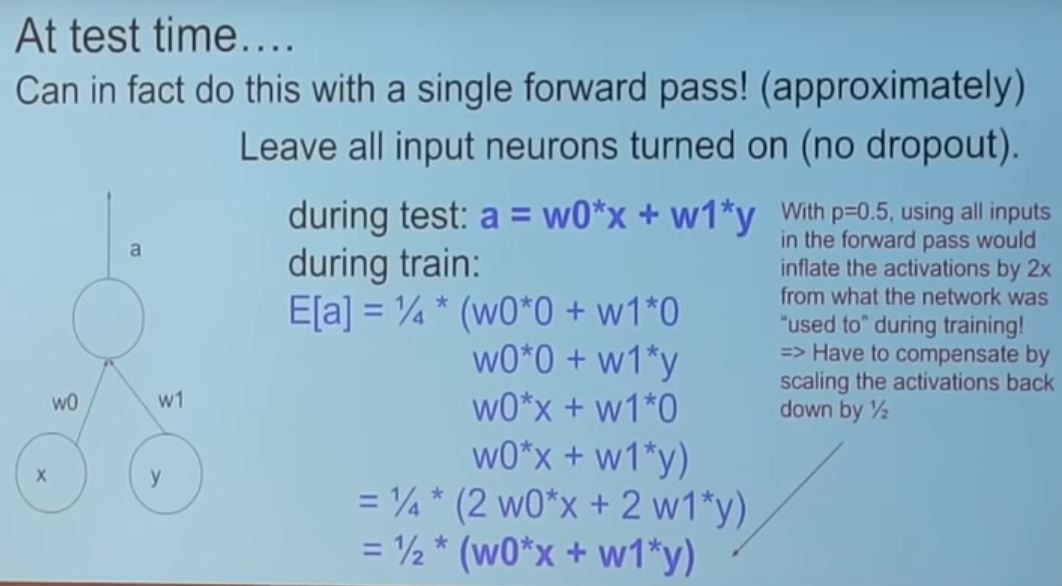 At test time….
Can in fact do this with a single forward pass! (approximately)
Leave all input neurons turned on (no dropout).
during test: a = w0*x + w1*y
during train:
E[a] = ¼ * (w0*0 + w1*0
w0*0 + w1*y
w0*x + w1*0
w0*x + w1*y)
= ¼ * (2 w0*x + 2 w1*y)
= ½ * (w0*x + w1*y)
With p=0.5, using all inputs
in the forward pass would
inflate the activations by 2x
from what the network was
“used to” during training!
=> Have to compensate by
scaling the activations back
down by ½
a
w0
w1
x
y